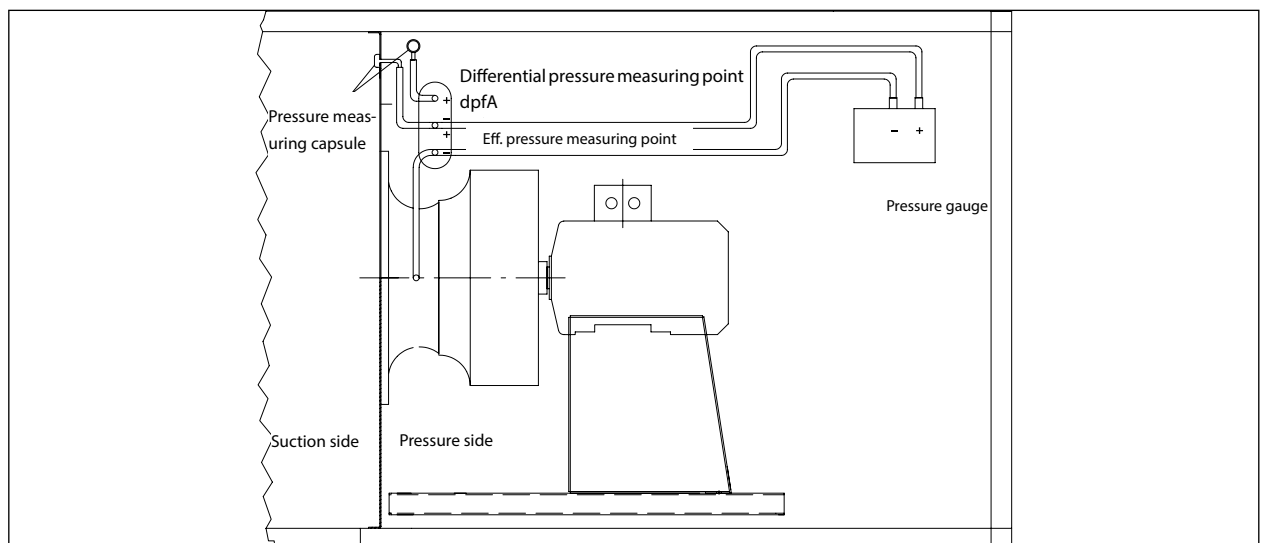 Differential pressure measuring point
dpfA
+
−
+
−
Eff. pressure measuring point
Pressure meas-
uring capsule
− +
Pressure gauge
Suction side
Pressure side